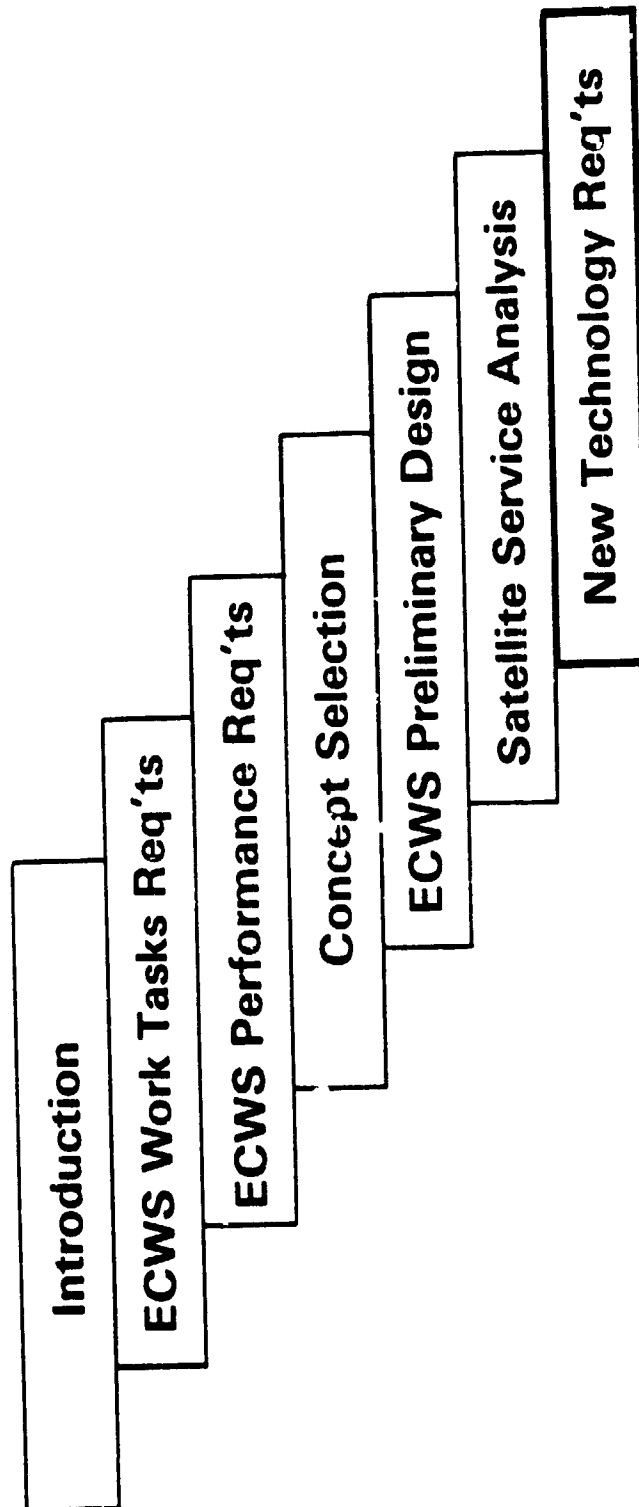 Introduction
ECWS Work Tasks Req'ts
ECWS Performance Req'ts
Concept Selection
ECWS Preliminary Design
Satellite Service Analysis
New Technology Req'ts